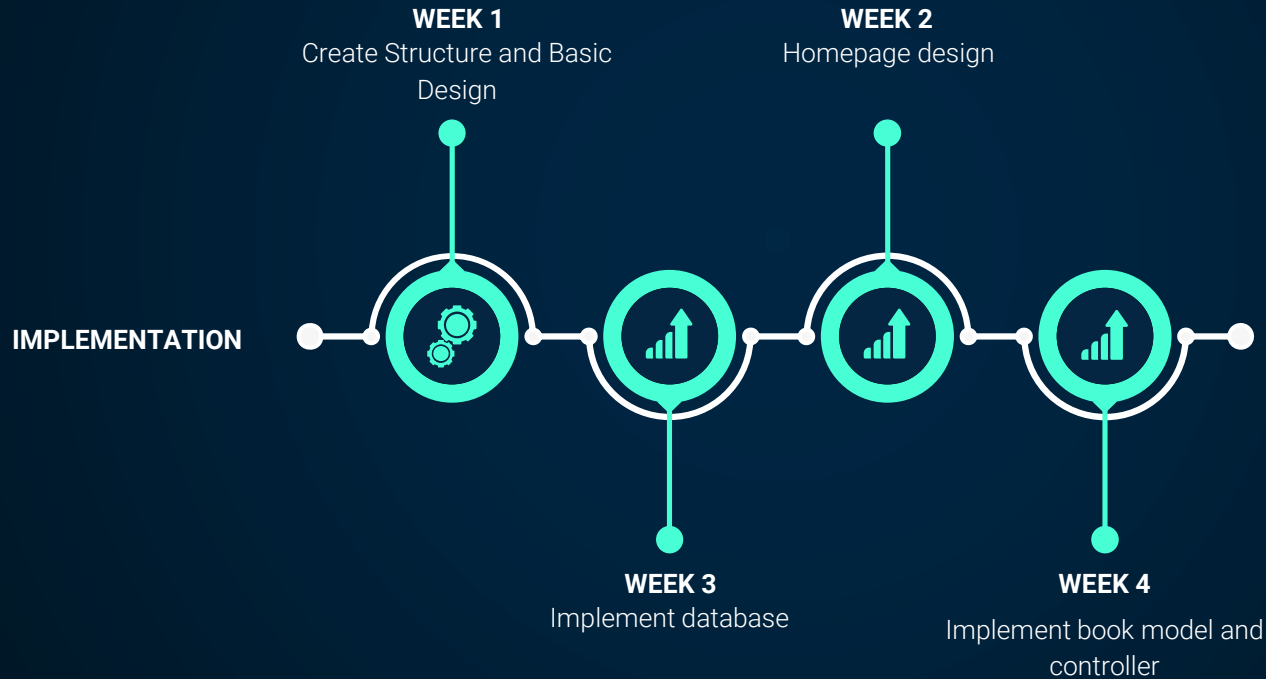 WEEK 1
Create Structure and Basic
Design
WEEK 2
Homepage design
IMPLEMENTATION
WEEK 3
Implement database
WEEK 4
Implement book model and
controller